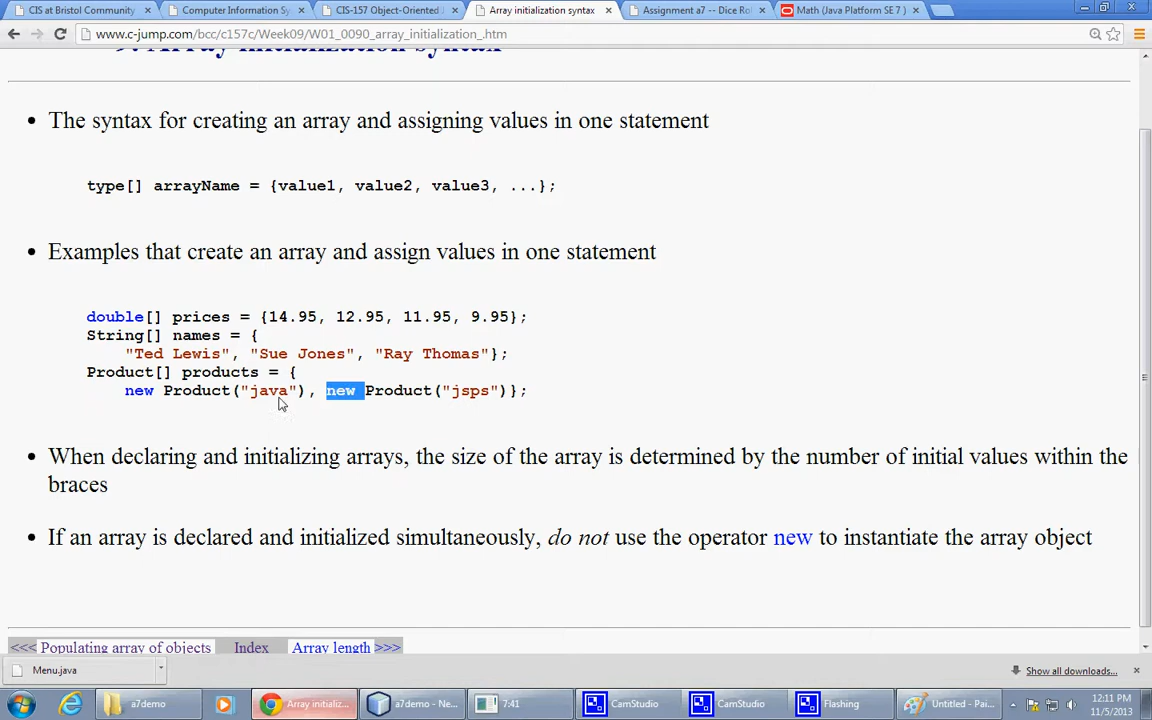 CIS at Bristol Community
Computer Information Sy
CIS-157 Object-Oriented
Array initialization syntax
Assignment a7 -- Dice Ro
Math (Java Platform SE 7 )
www.c-jump.com/bcc/c157c/Week09/W01_0090_array_initialization_.htm
9. Array initialization syntax
• The syntax for creating an array and assigning values in one statement
type[] arrayName = {value1, value2, value3, ...};
• Examples that create an array and assign values in one statement
double[] prices = {14.95, 12.95, 11.95, 9.95};
String[] names = {
"Ted Lewis", "Sue Jones", "Ray Thomas"};
Product[] products = {
new Product("java"), new Product("jsps")};
• When declaring and initializing arrays, the size of the array is determined by the number of initial values within the
braces
• If an array is declared and initialized simultaneously, do not use the operator new to instantiate the array object
<<< Populating array of objects Index Array length >>>
Menu.java
Show all downloads...
a7demo
Array initializ...
a7demo - Ne...
7:41
CamStudio
CamStudio
Flashing
Untitled - Pai...
12:11 PM
11/5/2013